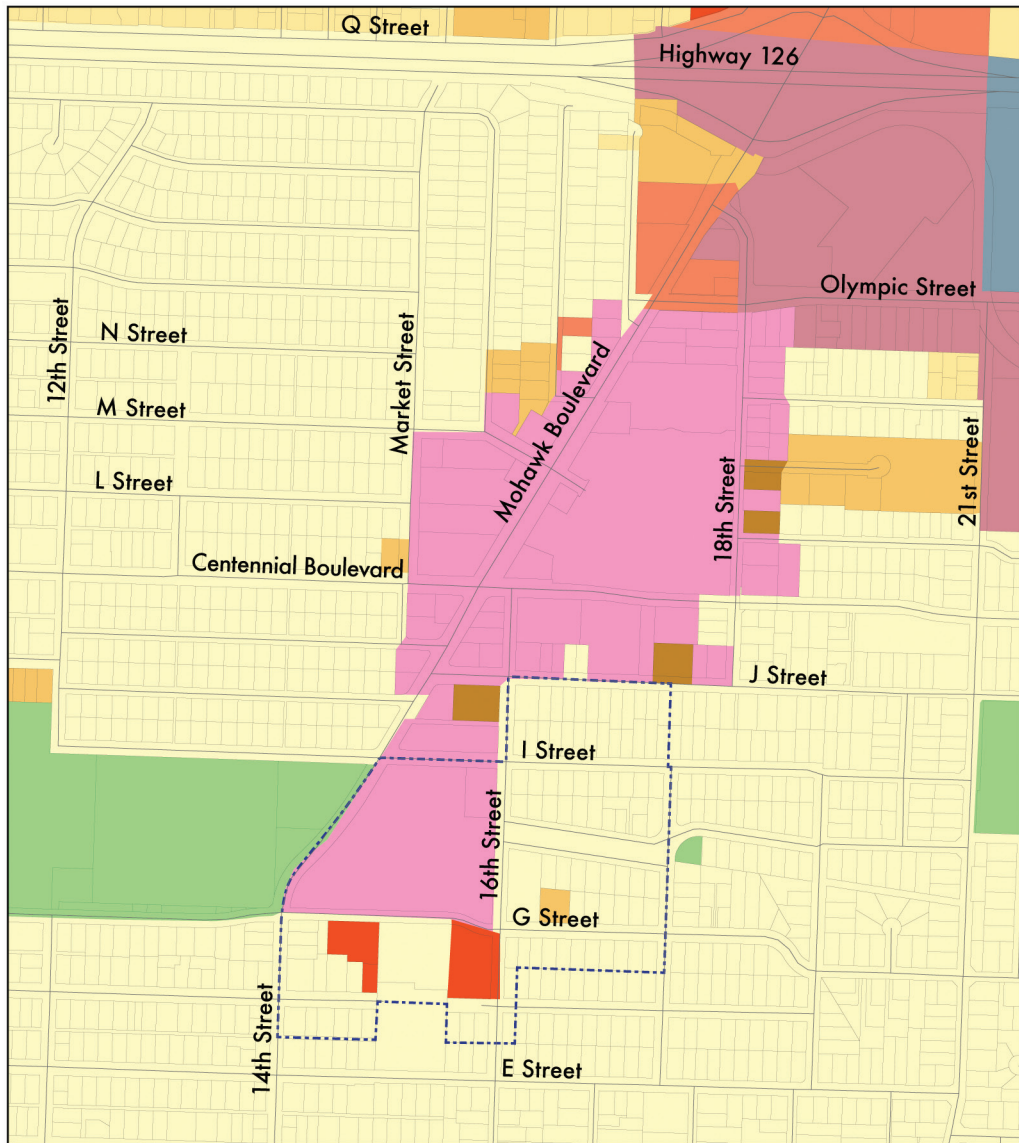 Q Street
Highway 126
Olympic Street
12th Street
N Street
Market Street
Mohawk Boulevard
M Street
L Street
18th Street
21st Street
Centennial Boulevard
J Street
I Street
16th Street
G Street
14th Street
E Street